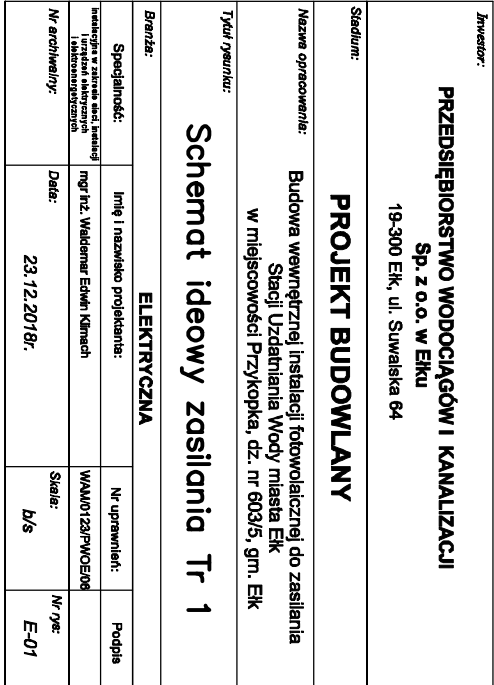 Inwestor:
PRZEDSIĘBIORSTWO WODOCIĄGÓW I KANALIZACJI
Sp. z o.o. w Ełku
19-300 Ełk, ul. Suwalska 64
Stadium:
PROJEKT BUDOWLANY
Nazwa opracowania:
Budowa wewnętrznej instalacji fotowolaicznej do zasilania
Stacji Uzdatniania Wody miasta Ełk
w miejscowości Przykopka, dz. nr 603/5, gm. Ełk
Tytuł rysunku:
Schemat ideowy zasilania Tr 1
Branża:
ELEKTRYCZNA
Specjalność: Imię i nazwisko projektanta: Nr uprawnień: Podpis
instalacyjna w zakresie sieci, instalacji
i urządzeń elektrycznych
i elektroenergetycznych
mgr inż. Waldemar Edwin Klimach WAM/0123/PWOE/06
Nr archiwalny: Data: Skala: Nr rys:
23.12.2018r. b/s E-01